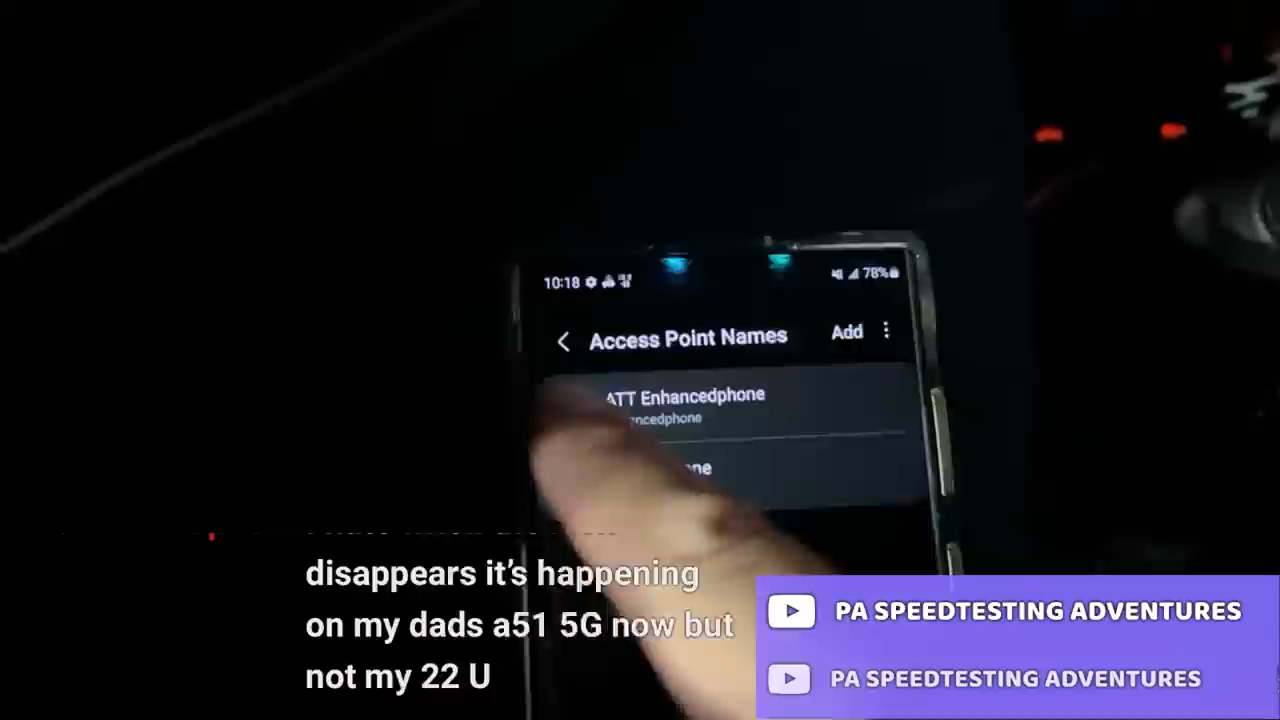 10:18
78%
Access Point Names
Add
ATT Enhancedphone
disappears it’s happening
on my dads a51 5G now but
not my 22 U
PA SPEEDTESTING ADVENTURES
PA SPEEDTESTING ADVENTURES